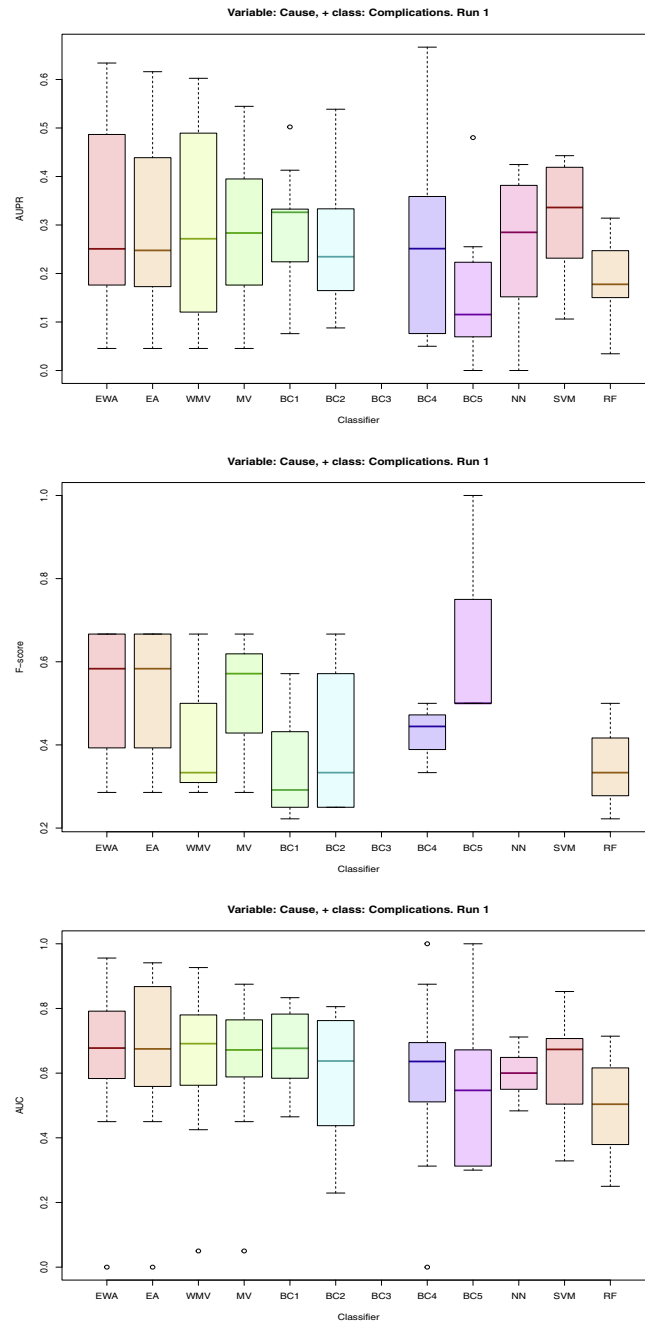 Variable: Cause, + class: Complications. Run 1
0.6
0.5
0.4
0.3
0.2
0.1
0.0
AUPR
EWA EA WMV MV BC1 BC2 BC3 BC4 BC5 NN SVM RF
Classifier
Variable: Cause, + class: Complications. Run 1
1.0
0.8
0.6
0.4
0.2
F-score
EWA EA WMV MV BC1 BC2 BC3 BC4 BC5 NN SVM RF
Classifier
Variable: Cause, + class: Complications. Run 1
1.0
0.8
0.6
0.4
0.2
0.0
AUC
EWA EA WMV MV BC1 BC2 BC3 BC4 BC5 NN SVM RF
Classifier